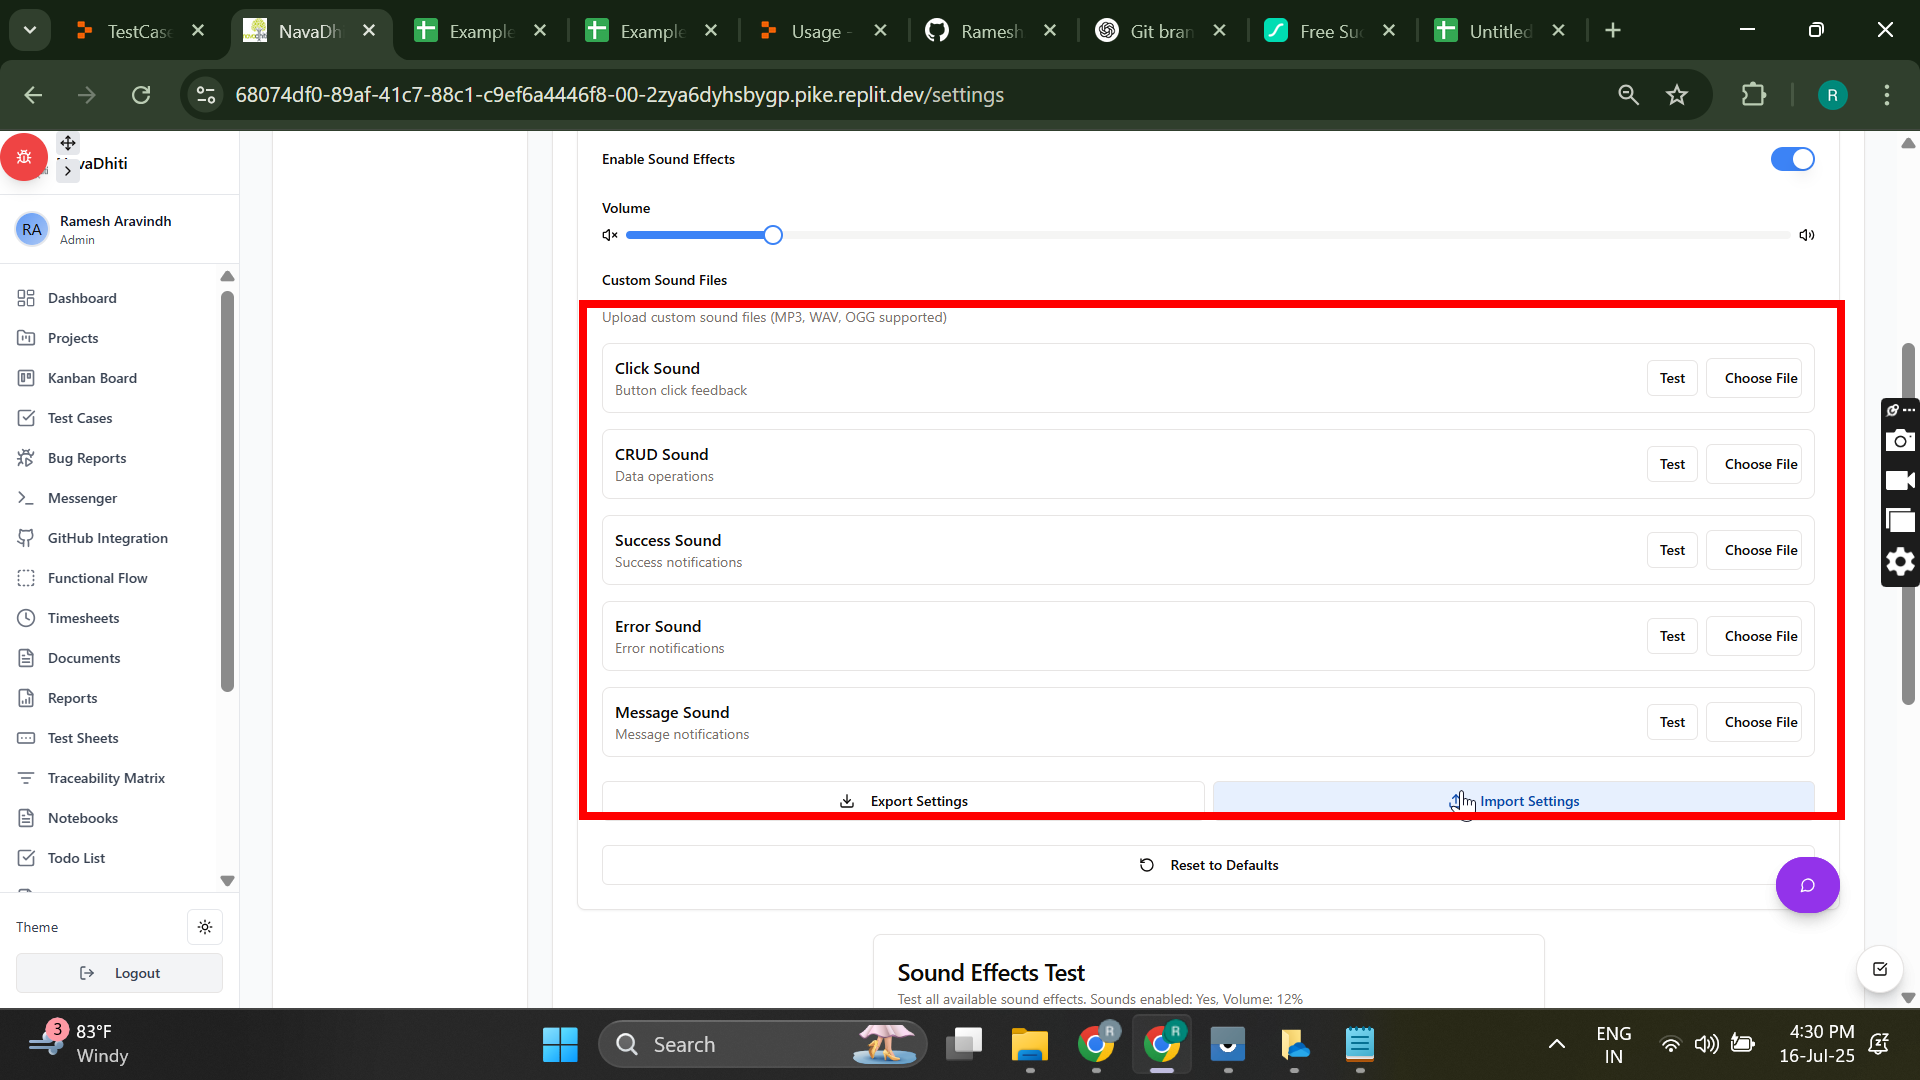 TestCase
NavaDh
Example
Example
Usage -
Ramesh
Git bran
Free Su
Untitled
68074df0-89af-41c7-88c1-c9ef6a4446f8-00-2zya6dyhsbygp.pike.replit.dev/settings
R
vaDhiti
RA
Ramesh Aravindh
Admin
Dashboard
Projects
Kanban Board
Test Cases
Bug Reports
Messenger
GitHub Integration
Functional Flow
Timesheets
Documents
Reports
Test Sheets
Traceability Matrix
Notebooks
Todo List
Theme
Logout
Enable Sound Effects
Volume
Custom Sound Files
Upload custom sound files (MP3, WAV, OGG supported)
Click Sound
Button click feedback
Test
Choose File
CRUD Sound
Data operations
Test
Choose File
Success Sound
Success notifications
Test
Choose File
Error Sound
Error notifications
Test
Choose File
Message Sound
Message notifications
Test
Choose File
Export Settings
Import Settings
Reset to Defaults
Sound Effects Test
Test all available sound effects. Sounds enabled: Yes, Volume: 12%
3
83°F
Windy
Search
R
R
ENG
IN
4:30 PM
16-Jul-25